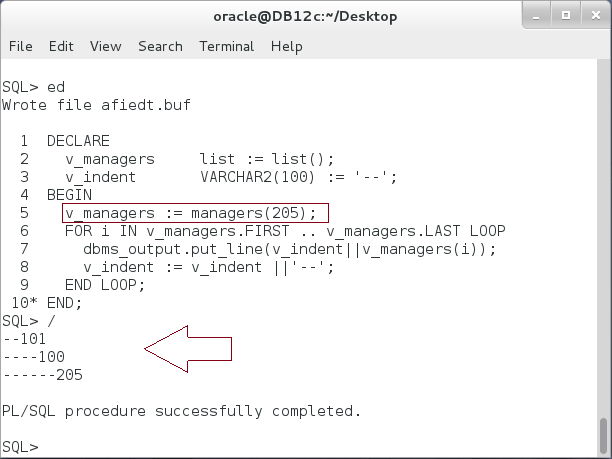 oracle@DB12c:~/Desktop
File Edit View Search Terminal Help
SQL> ed
Wrote file afiedt.buf
1 DECLARE
2 v_managers list := list();
3 v_indent VARCHAR2(100) := '--';
4 BEGIN
5 v_managers := managers(205);
6 FOR i IN v_managers.FIRST .. v_managers.LAST LOOP
7 dbms_output.put_line(v_indent||v_managers(i));
8 v_indent := v_indent ||'--';
9 END LOOP;
10* END;
SQL> /
--101
----100
------205
PL/SQL procedure successfully completed.
SQL>